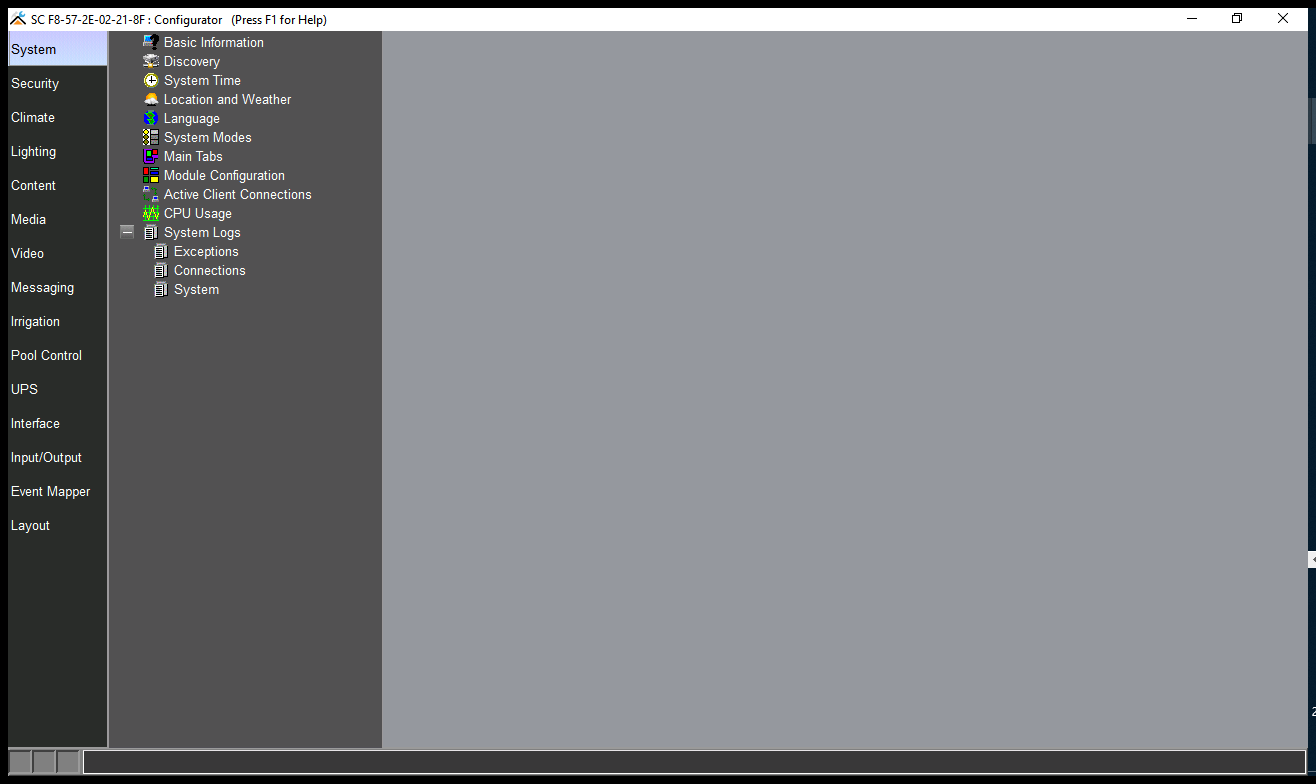 SC F8-57-2E-02-21-8F : Configurator (Press F1 for Help)
System
Security
Climate
Lighting
Content
Media
Video
Messaging
Irrigation
Pool Control
UPS
Interface
Input/Output
Event Mapper
Layout
Basic Information
Discovery
System Time
Location and Weather
Language
System Modes
Main Tabs
Module Configuration
Active Client Connections
CPU Usage
System Logs
Exceptions
Connections
System